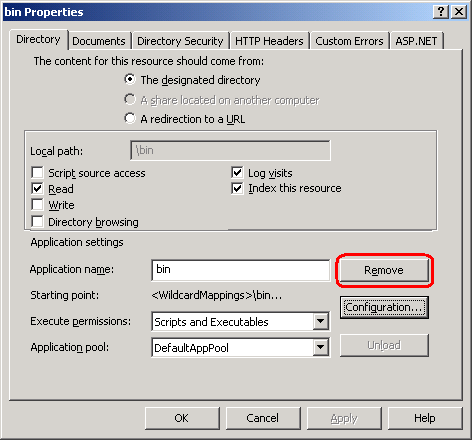 bin Properties
Directory Documents Directory Security HTTP Headers Custom Errors ASP.NET
The content for this resource should come from:
The designated directory
A share located on another computer
A redirection to a URL
Local path: \bin
Script source access Log visits
Read Index this resource
Write
Directory browsing
Application settings
Application name: bin Remove
Starting point: <WildcardMappings>\bin...
Configuration...
Execute permissions: Scripts and Executables
Application pool: DefaultAppPool Unload
OK Cancel Apply Help